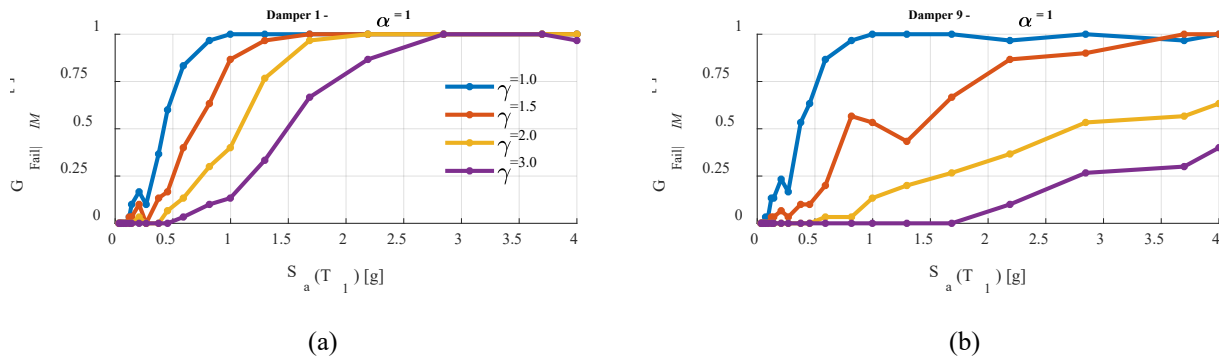 Damper 1 - α = 1
1
0.75
0.5
0.25
0
G Fail| IM
γ=1.0
γ=1.5
γ=2.0
γ=3.0
0 0.5 1 1.5 2 2.5 3 3.5 4
S a (T 1 ) [g]
(a)
Damper 9 - α = 1
1
0.75
0.5
0.25
0
G Fail| IM
0 0.5 1 1.5 2 2.5 3 3.5 4
S a (T 1 ) [g]
(b)